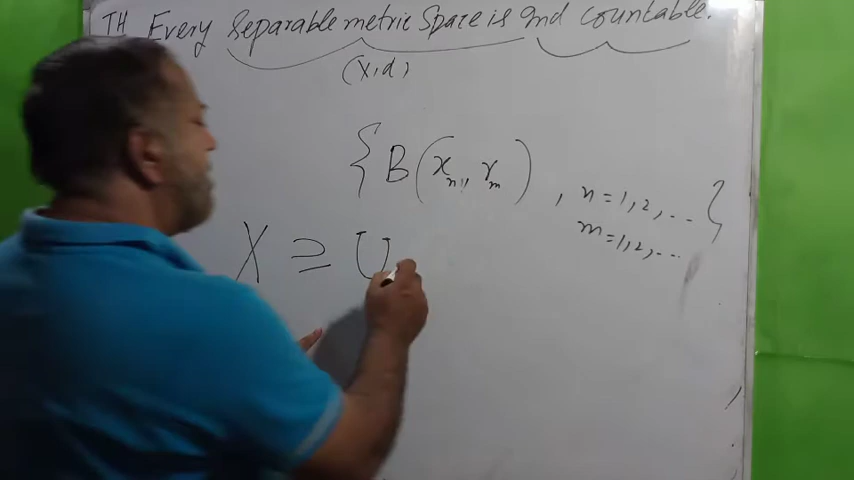 TH Every Separable metric Space is 2nd countable.
(X, d)
{ B(x_n, r_m) , n = 1, 2, ... }
m = 1, 2, ...
X ⊇ U